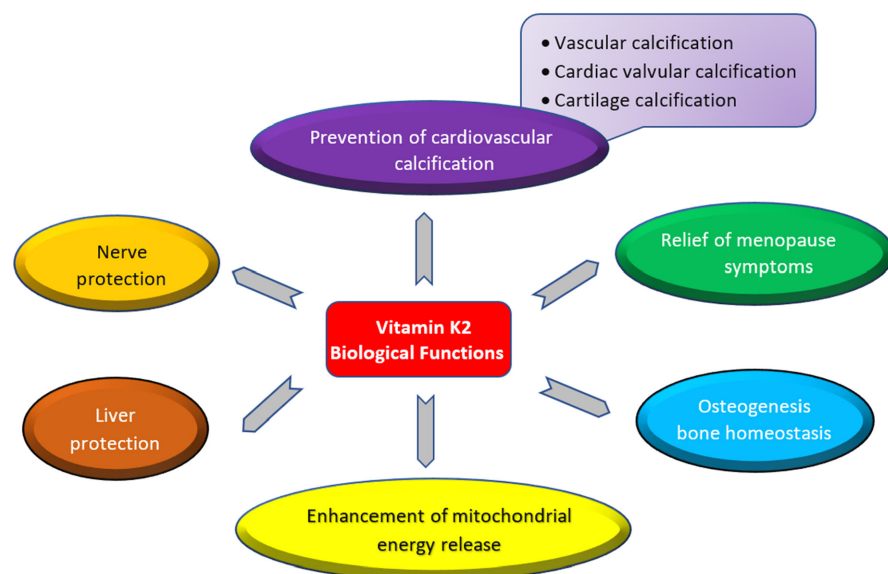 • Vascular calcification
• Cardiac valvular calcification
• Cartilage calcification
Prevention of cardiovascular
calcification
Nerve
protection
Relief of menopause
symptoms
Vitamin K2
Biological Functions
Liver
protection
Osteogenesis
bone homeostasis
Enhancement of mitochondrial
energy release